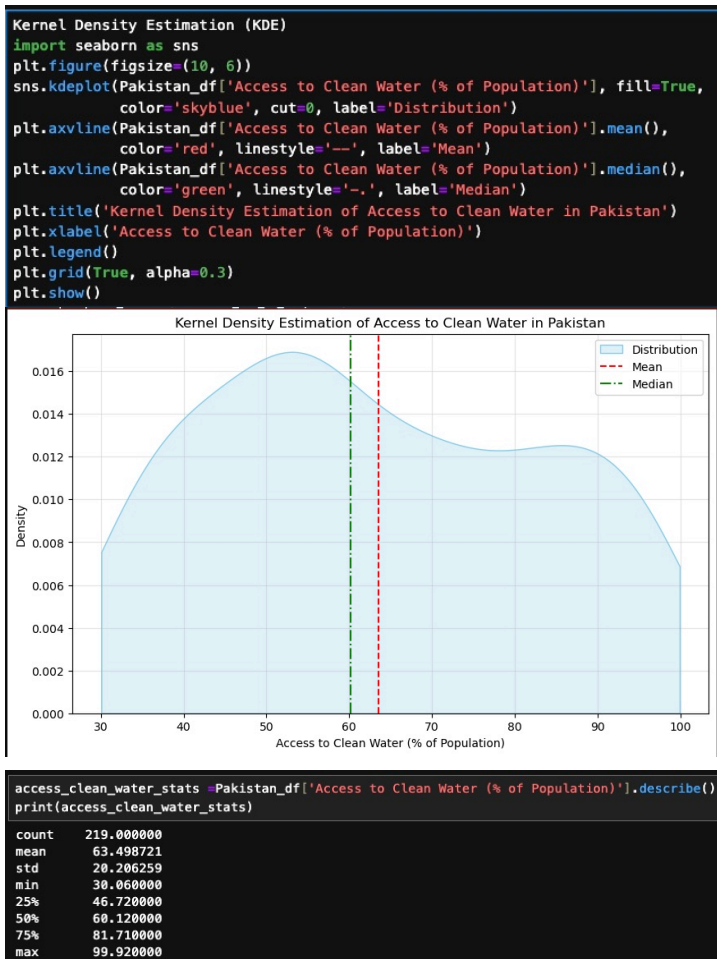 Kernel Density Estimation (KDE)
import seaborn as sns
plt.figure(figsize=(10, 6))
sns.kdeplot(Pakistan_df['Access to Clean Water (% of Population)'], fill=True,
color='skyblue', cut=0, label='Distribution')
plt.axvline(Pakistan_df['Access to Clean Water (% of Population)'].mean(),
color='red', linestyle='--', label='Mean')
plt.axvline(Pakistan_df['Access to Clean Water (% of Population)'].median(),
color='green', linestyle='-.', label='Median')
plt.title('Kernel Density Estimation of Access to Clean Water in Pakistan')
plt.xlabel('Access to Clean Water (% of Population)')
plt.legend()
plt.grid(True, alpha=0.3)
plt.show()
Kernel Density Estimation of Access to Clean Water in Pakistan
Distribution
Mean
Median
Density
0.016
0.014
0.012
0.010
0.008
0.006
0.004
0.002
0.000
30 40 50 60 70 80 90 100
Access to Clean Water (% of Population)
access_clean_water_stats =Pakistan_df['Access to Clean Water (% of Population)'].describe()
print(access_clean_water_stats)
count 219.000000
mean 63.498721
std 20.206259
min 30.060000
25% 46.720000
50% 60.120000
75% 81.710000
max 99.920000